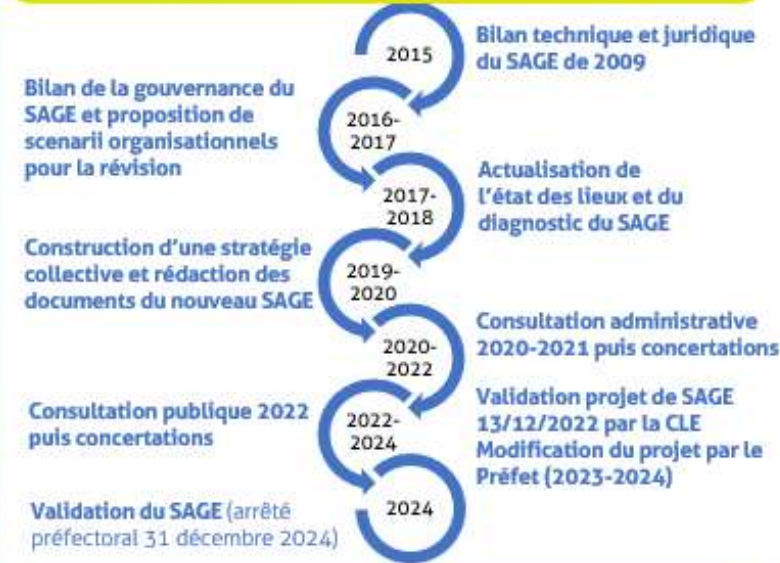 2015
Bilan technique et juridique
du SAGE de 2009
Bilan de la gouvernance du
SAGE et proposition de
scenarii organisationnels
pour la révision
2016-
2017
2017-
2018
Actualisation de
l'état des lieux et du
diagnostic du SAGE
Construction d'une stratégie
collective et rédaction des
documents du nouveau SAGE
2019-
2020
2020-
2022
Consultation administrative
2020-2021 puis concertations
Consultation publique 2022
puis concertations
2022-
2024
Validation projet de SAGE
13/12/2022 par la CLE
Modification du projet par le
Préfet (2023-2024)
Validation du SAGE (arrêté
préfectoral 31 décembre 2024)
2024